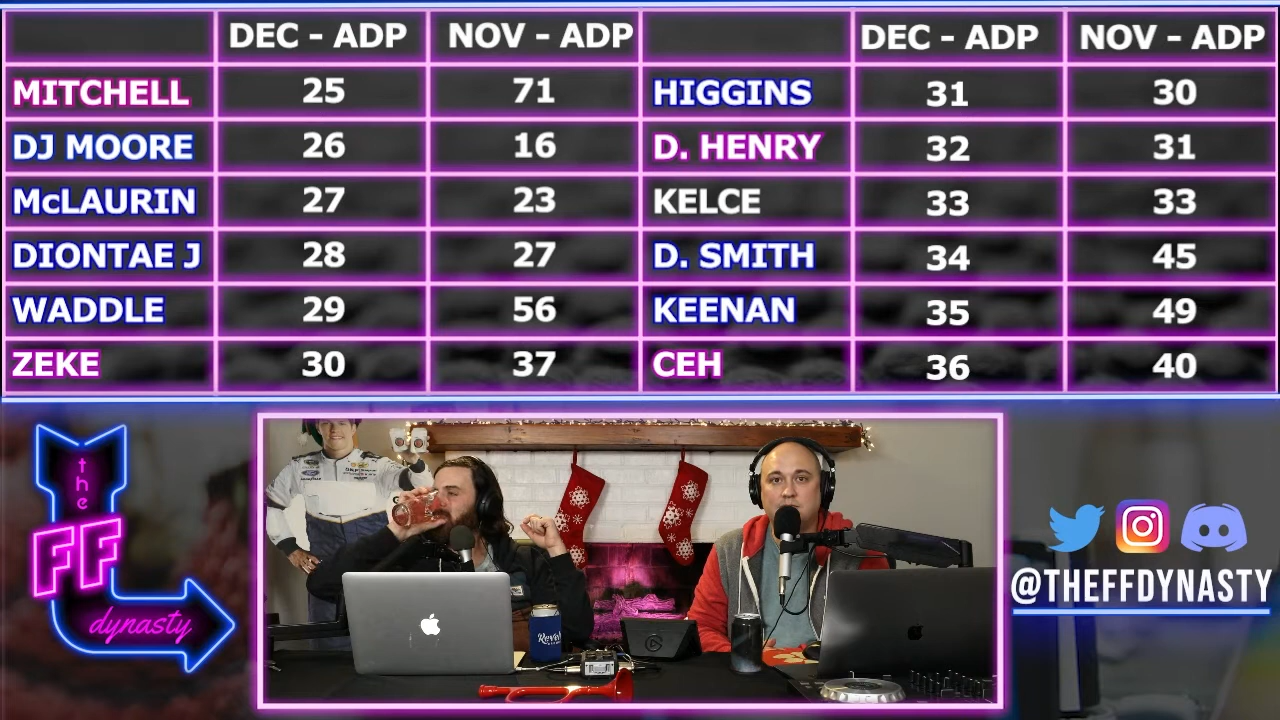 DEC - ADP NOV - ADP DEC - ADP NOV - ADP
MITCHELL 25 71 HIGGINS 31 30
DJ MOORE 26 16 D. HENRY 32 31
McLAURIN 27 23 KELCE 33 33
DIONTAE J 28 27 D. SMITH 34 45
WADDLE 29 56 KEENAN 35 49
ZEKE 30 37 CEH 36 40
the
FF
dynasty
@THEFFDYNASTY